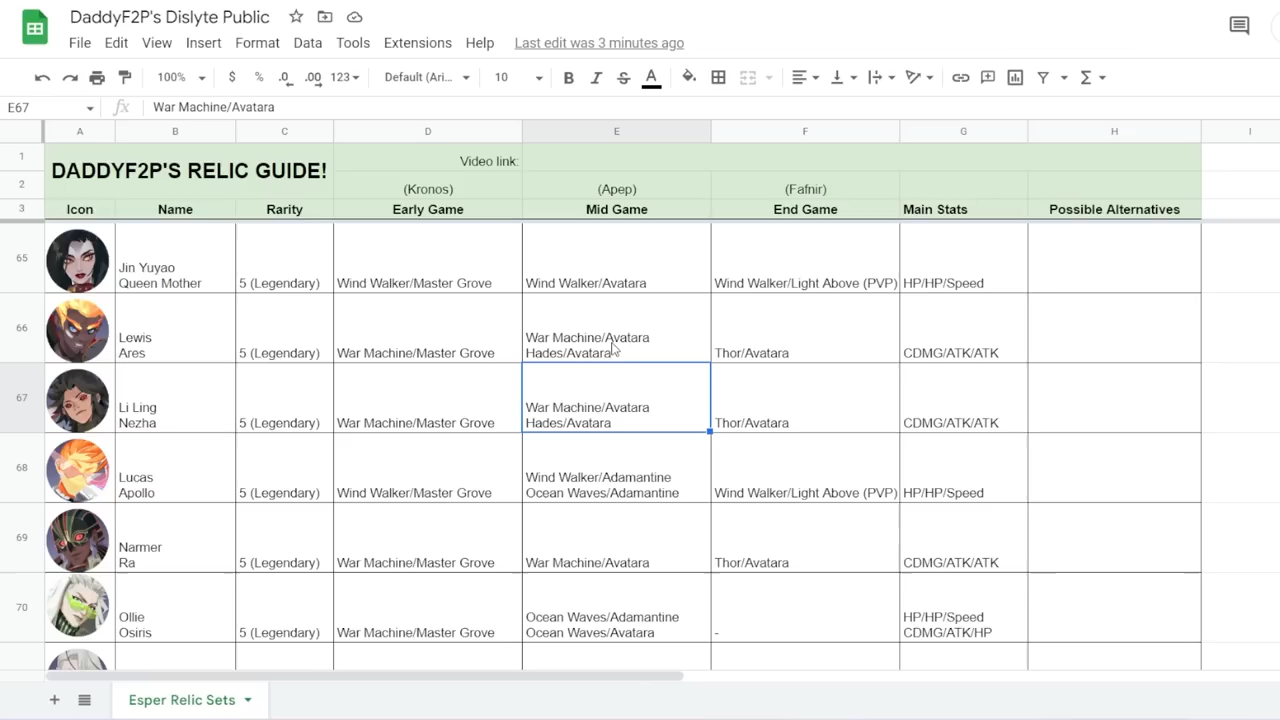 DaddyF2P's Dislyte Public
File Edit View Insert Format Data Tools Extensions Help Last edit was 3 minutes ago
100% $ % .0 .00 123 Default (Ari... 10 B I S A
E67 fx War Machine/Avatara
A B C D E F G H I
1 DADDYF2P'S RELIC GUIDE! Video link:
2 (Kronos) (Apep) (Fafnir)
3 Icon Name Rarity Early Game Mid Game End Game Main Stats Possible Alternatives
65 Jin Yuyao
Queen Mother 5 (Legendary) Wind Walker/Master Grove Wind Walker/Avatara Wind Walker/Light Above (PVP) HP/HP/Speed
66 Lewis War Machine/Avatara
Ares 5 (Legendary) War Machine/Master Grove Hades/Avatara Thor/Avatara CDMG/ATK/ATK
67 Li Ling War Machine/Avatara
Nezha 5 (Legendary) War Machine/Master Grove Hades/Avatara Thor/Avatara CDMG/ATK/ATK
68 Lucas Wind Walker/Adamantine
Apollo 5 (Legendary) Wind Walker/Master Grove Ocean Waves/Adamantine Wind Walker/Light Above (PVP) HP/HP/Speed
69 Narmer
Ra 5 (Legendary) War Machine/Master Grove War Machine/Avatara Thor/Avatara CDMG/ATK/ATK
70 Ollie Ocean Waves/Adamantine HP/HP/Speed
Osiris 5 (Legendary) War Machine/Master Grove Ocean Waves/Avatara - CDMG/ATK/HP
Esper Relic Sets